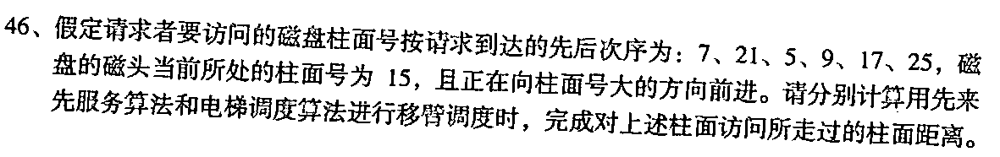 46、假定请求者要访问的磁盘柱面号按请求到达的先后次序为：7、21、5、9、17、25，磁
盘的磁头当前所处的柱面号为 15，且正在向柱面号大的方向前进。请分别计算用先来
先服务算法和电梯调度算法进行移臂调度时，完成对上述柱面访问所走过的柱面距离。